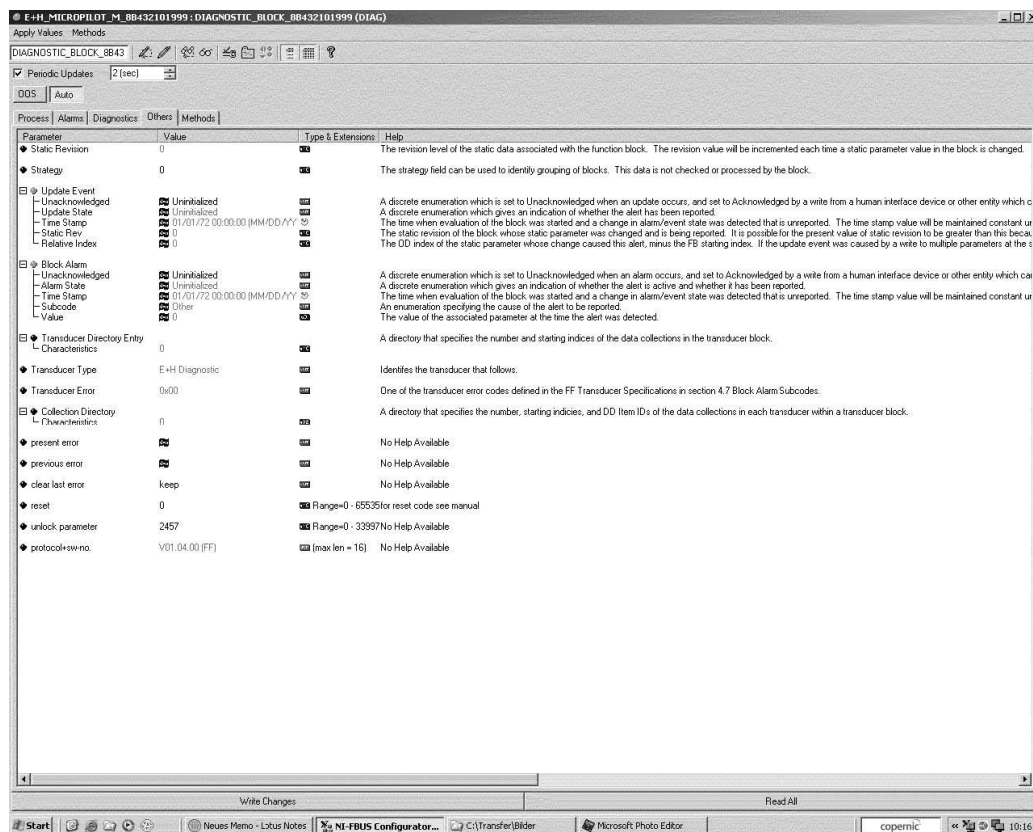 E+H_MICROPILOT_M_8B432101999 : DIAGNOSTIC_BLOCK_8B432101999 (DIAG)
Apply Values Methods
DIAGNOSTIC_BLOCK_8B43
Periodic Updates 2 (sec)
OOS Auto
Process Alarms Diagnostics Others Methods
Parameter Value Type & Extensions Help
Static Revision 0 The revision level of the static data associated with the function block. The revision value will be incremented each time a static parameter value in the block is changed.
Strategy 0 The strategy field can be used to identify grouping of blocks. This data is not checked or processed by the block.
Update Event
Unacknowledged Uninitialized A discrete enumeration which is set to Unacknowledged when an update occurs, and set to Acknowledged by a write from a human interface device or other entity which c
Update State Uninitialized A discrete enumeration which gives an indication of whether the alert has been reported.
Time Stamp 01/01/72 00:00:00 (MM/DD/YY The time when evaluation of the block was started and a change in alarm/event state was detected that is unreported. The time stamp value will be maintained constant ur
Static Rev 0 The static revision of the block whose static parameter was changed and is being reported. It is possible for the present value of static revision to be greater than this becau
Relative Index 0 The OD index of the static parameter whose change caused this alert, minus the FB starting index. If the update event was caused by a write to multiple parameters at the s
Block Alarm
Unacknowledged Uninitialized A discrete enumeration which is set to Unacknowledged when an alarm occurs, and set to Acknowledged by a write from a human interface device or other entity which car
Alarm State Uninitialized A discrete enumeration which gives an indication of whether the alert is active and whether it has been reported.
Time Stamp 01/01/72 00:00:00 (MM/DD/YY The time when evaluation of the block was started and a change in alarm/event state was detected that is unreported. The time stamp value will be maintained constant ur
Subcode Other An enumeration specifying the cause of the alert to be reported.
Value 0 The value of the associated parameter at the time the alert was detected.
Transducer Directory Entry A directory that specifies the number and starting indices of the data collections in the transducer block.
Characteristics 0
Transducer Type E+H Diagnostic Identifes the transducer that follows.
Transducer Error 0x00 One of the transducer error codes defined in the FF Transducer Specifications in section 4.7 Block Alarm Subcodes.
Collection Directory A directory that specifies the number, starting indicies, and DD Item IDs of the data collections in each transducer within a transducer block.
Characteristics 0
present error No Help Available
previous error No Help Available
clear last error keep No Help Available
reset 0 Range=0 - 65535 for reset code see manual
unlock parameter 2457 Range=0 - 33997 No Help Available
protocol+sw-no. V01.04.00 (FF) (max len = 16) No Help Available
Write Changes Read All
Start Neues Memo - Lotus Notes NI-FBUS Configurator... C:\Transfer\Bilder Microsoft Photo Editor copernic « 10:16